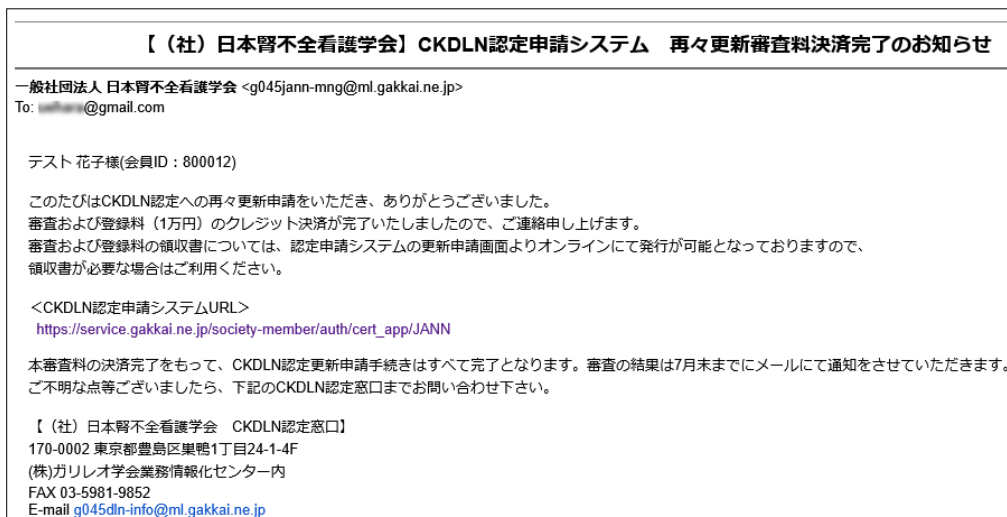 【（社）日本腎不全看護学会】CKDLN認定申請システム　再々更新審査料決済完了のお知らせ
一般社団法人 日本腎不全看護学会 <g045jann-mng@ml.gakkai.ne.jp>
To: @gmail.com
テスト 花子様(会員ID：800012)
このたびはCKDLN認定への再々更新申請をいただき、ありがとうございました。
審査および登録料（1万円）のクレジット決済が完了いたしましたので、ご連絡申し上げます。
審査および登録料の領収書については、認定申請システムの更新申請画面よりオンラインにて発行が可能となっておりますので、
領収書が必要な場合はご利用ください。
＜CKDLN認定申請システムURL＞
https://service.gakkai.ne.jp/society-member/auth/cert_app/JANN
本審査料の決済完了をもって、CKDLN認定更新申請手続きはすべて完了となります。審査の結果は7月末までにメールにて通知をさせていただきます。
ご不明な点等ございましたら、下記のCKDLN認定窓口までお問い合わせ下さい。
【（社）日本腎不全看護学会　CKDLN認定窓口】
170-0002 東京都豊島区巣鴨1丁目24-1-4F
(株)ガリレオ学会業務情報化センター内
FAX 03-5981-9852
E-mail g045dln-info@ml.gakkai.ne.jp